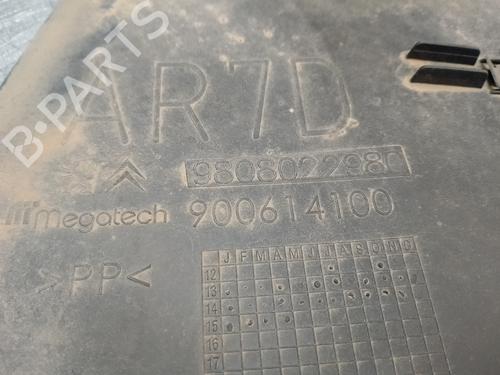 AR7D
9808022980
megatech 900614100
>PP<
J F M A M J J A S O N D
12
13
14
15
16
17
B-PARTS